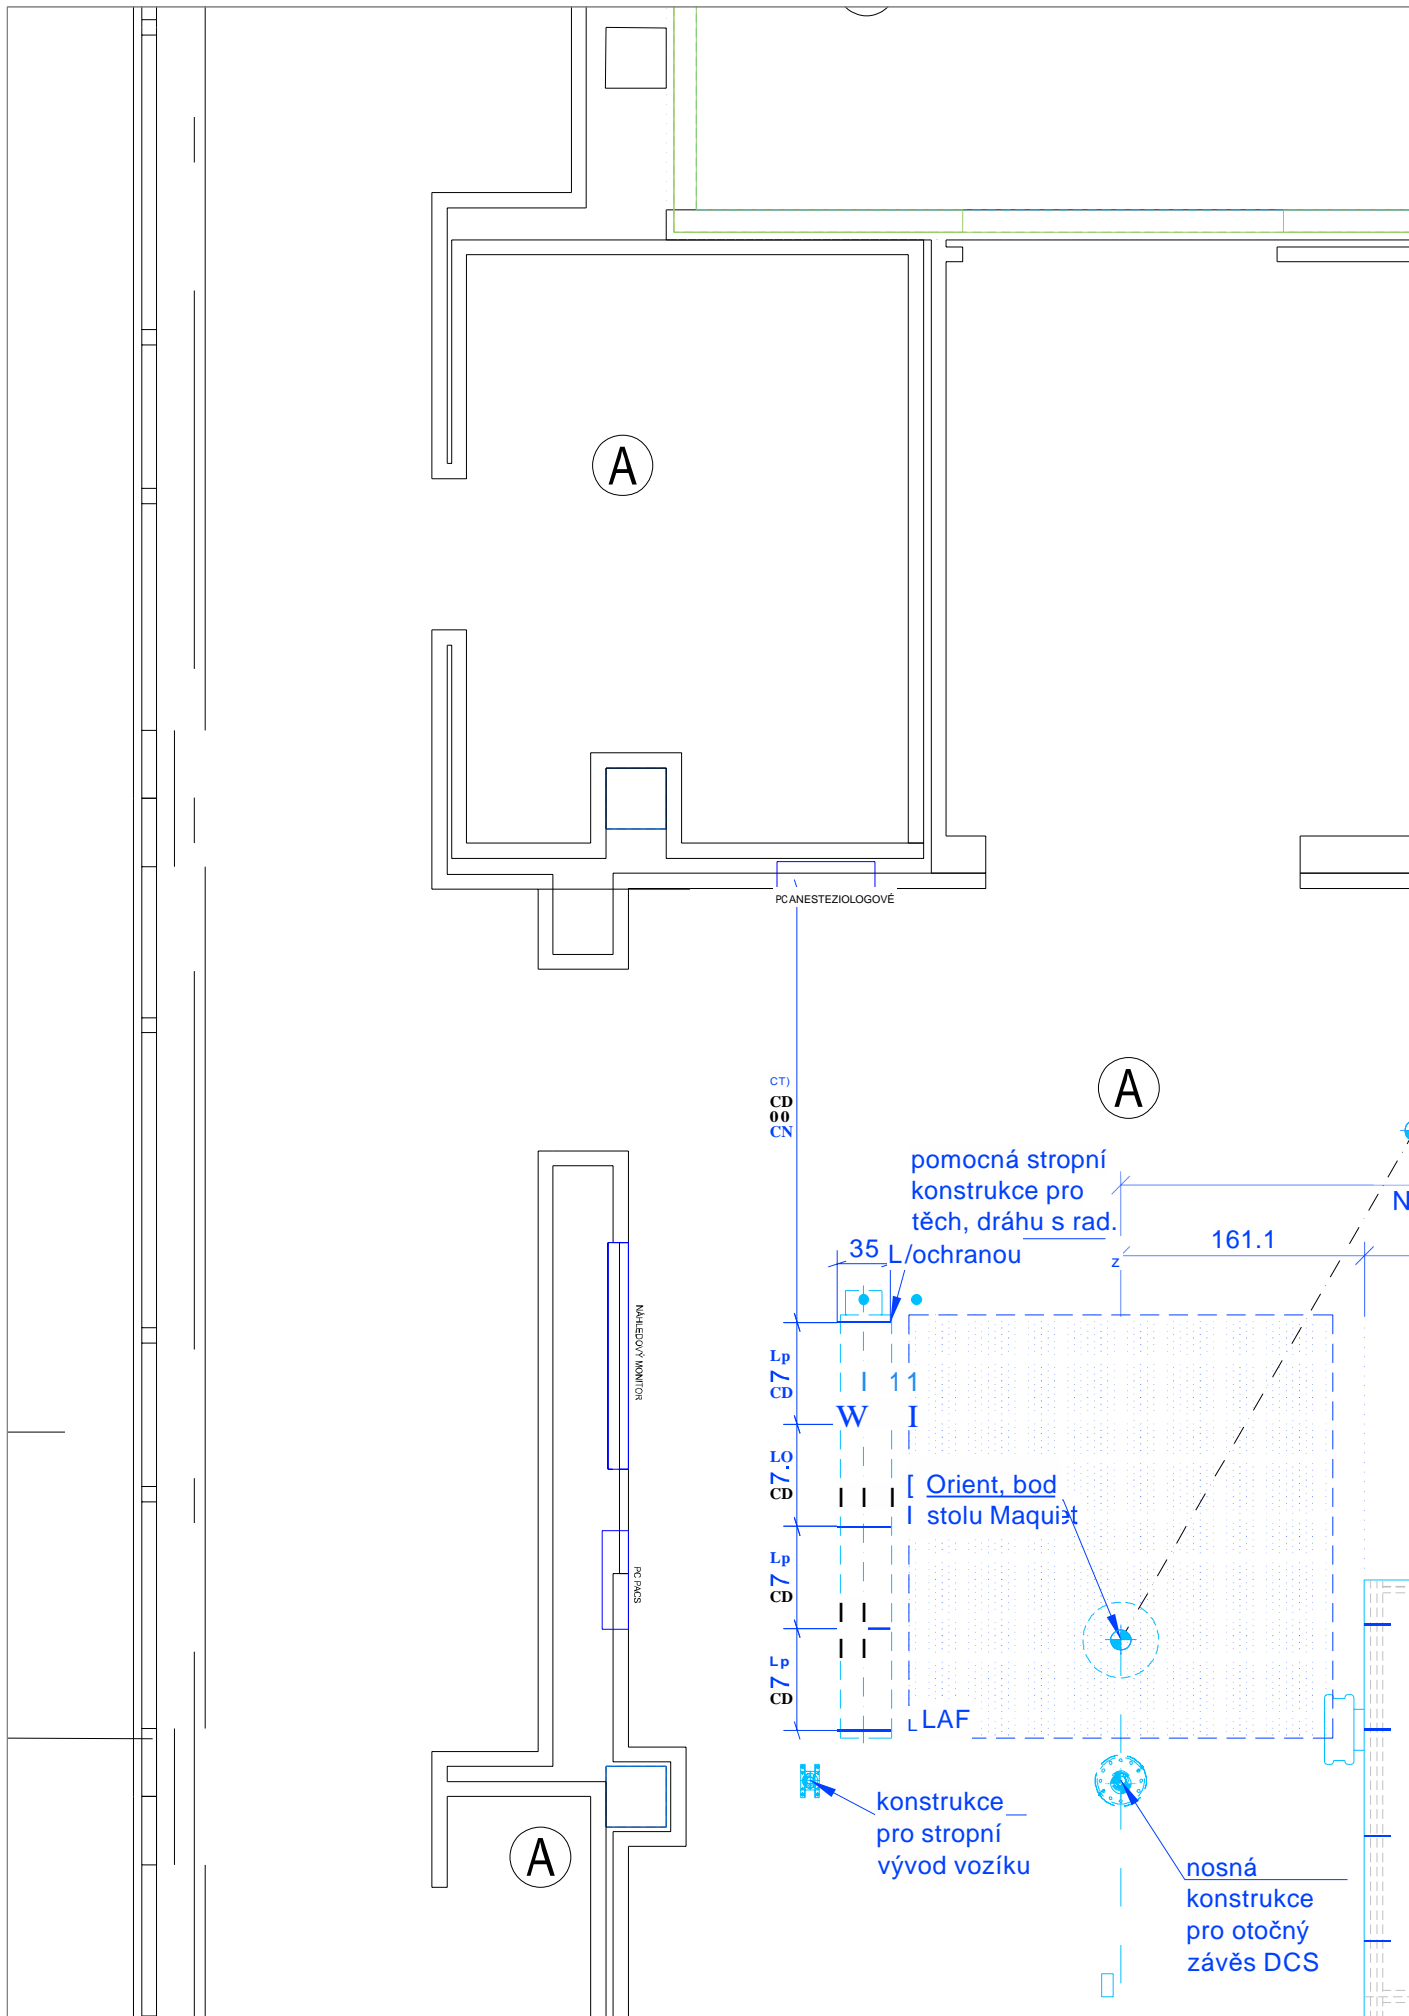 A
PC ANESTEZIOLOGOVÉ
CT)
CD
00
CN
A
pomocná stropní
konstrukce pro
těch, dráhu s rad.
L/ochranou
35
N
161.1
z
NÁHLEDOVÝ MONITOR
Lp
7
CD
I 11
W I
LO
7.
CD
[ Orient, bod
I stolu Maquet
Lp
7
CD
PC PACS
Lp
7
CD
L LAF
konstrukce
pro stropní
vývod vozíku
A
nosná
konstrukce
pro otočný
závěs DCS